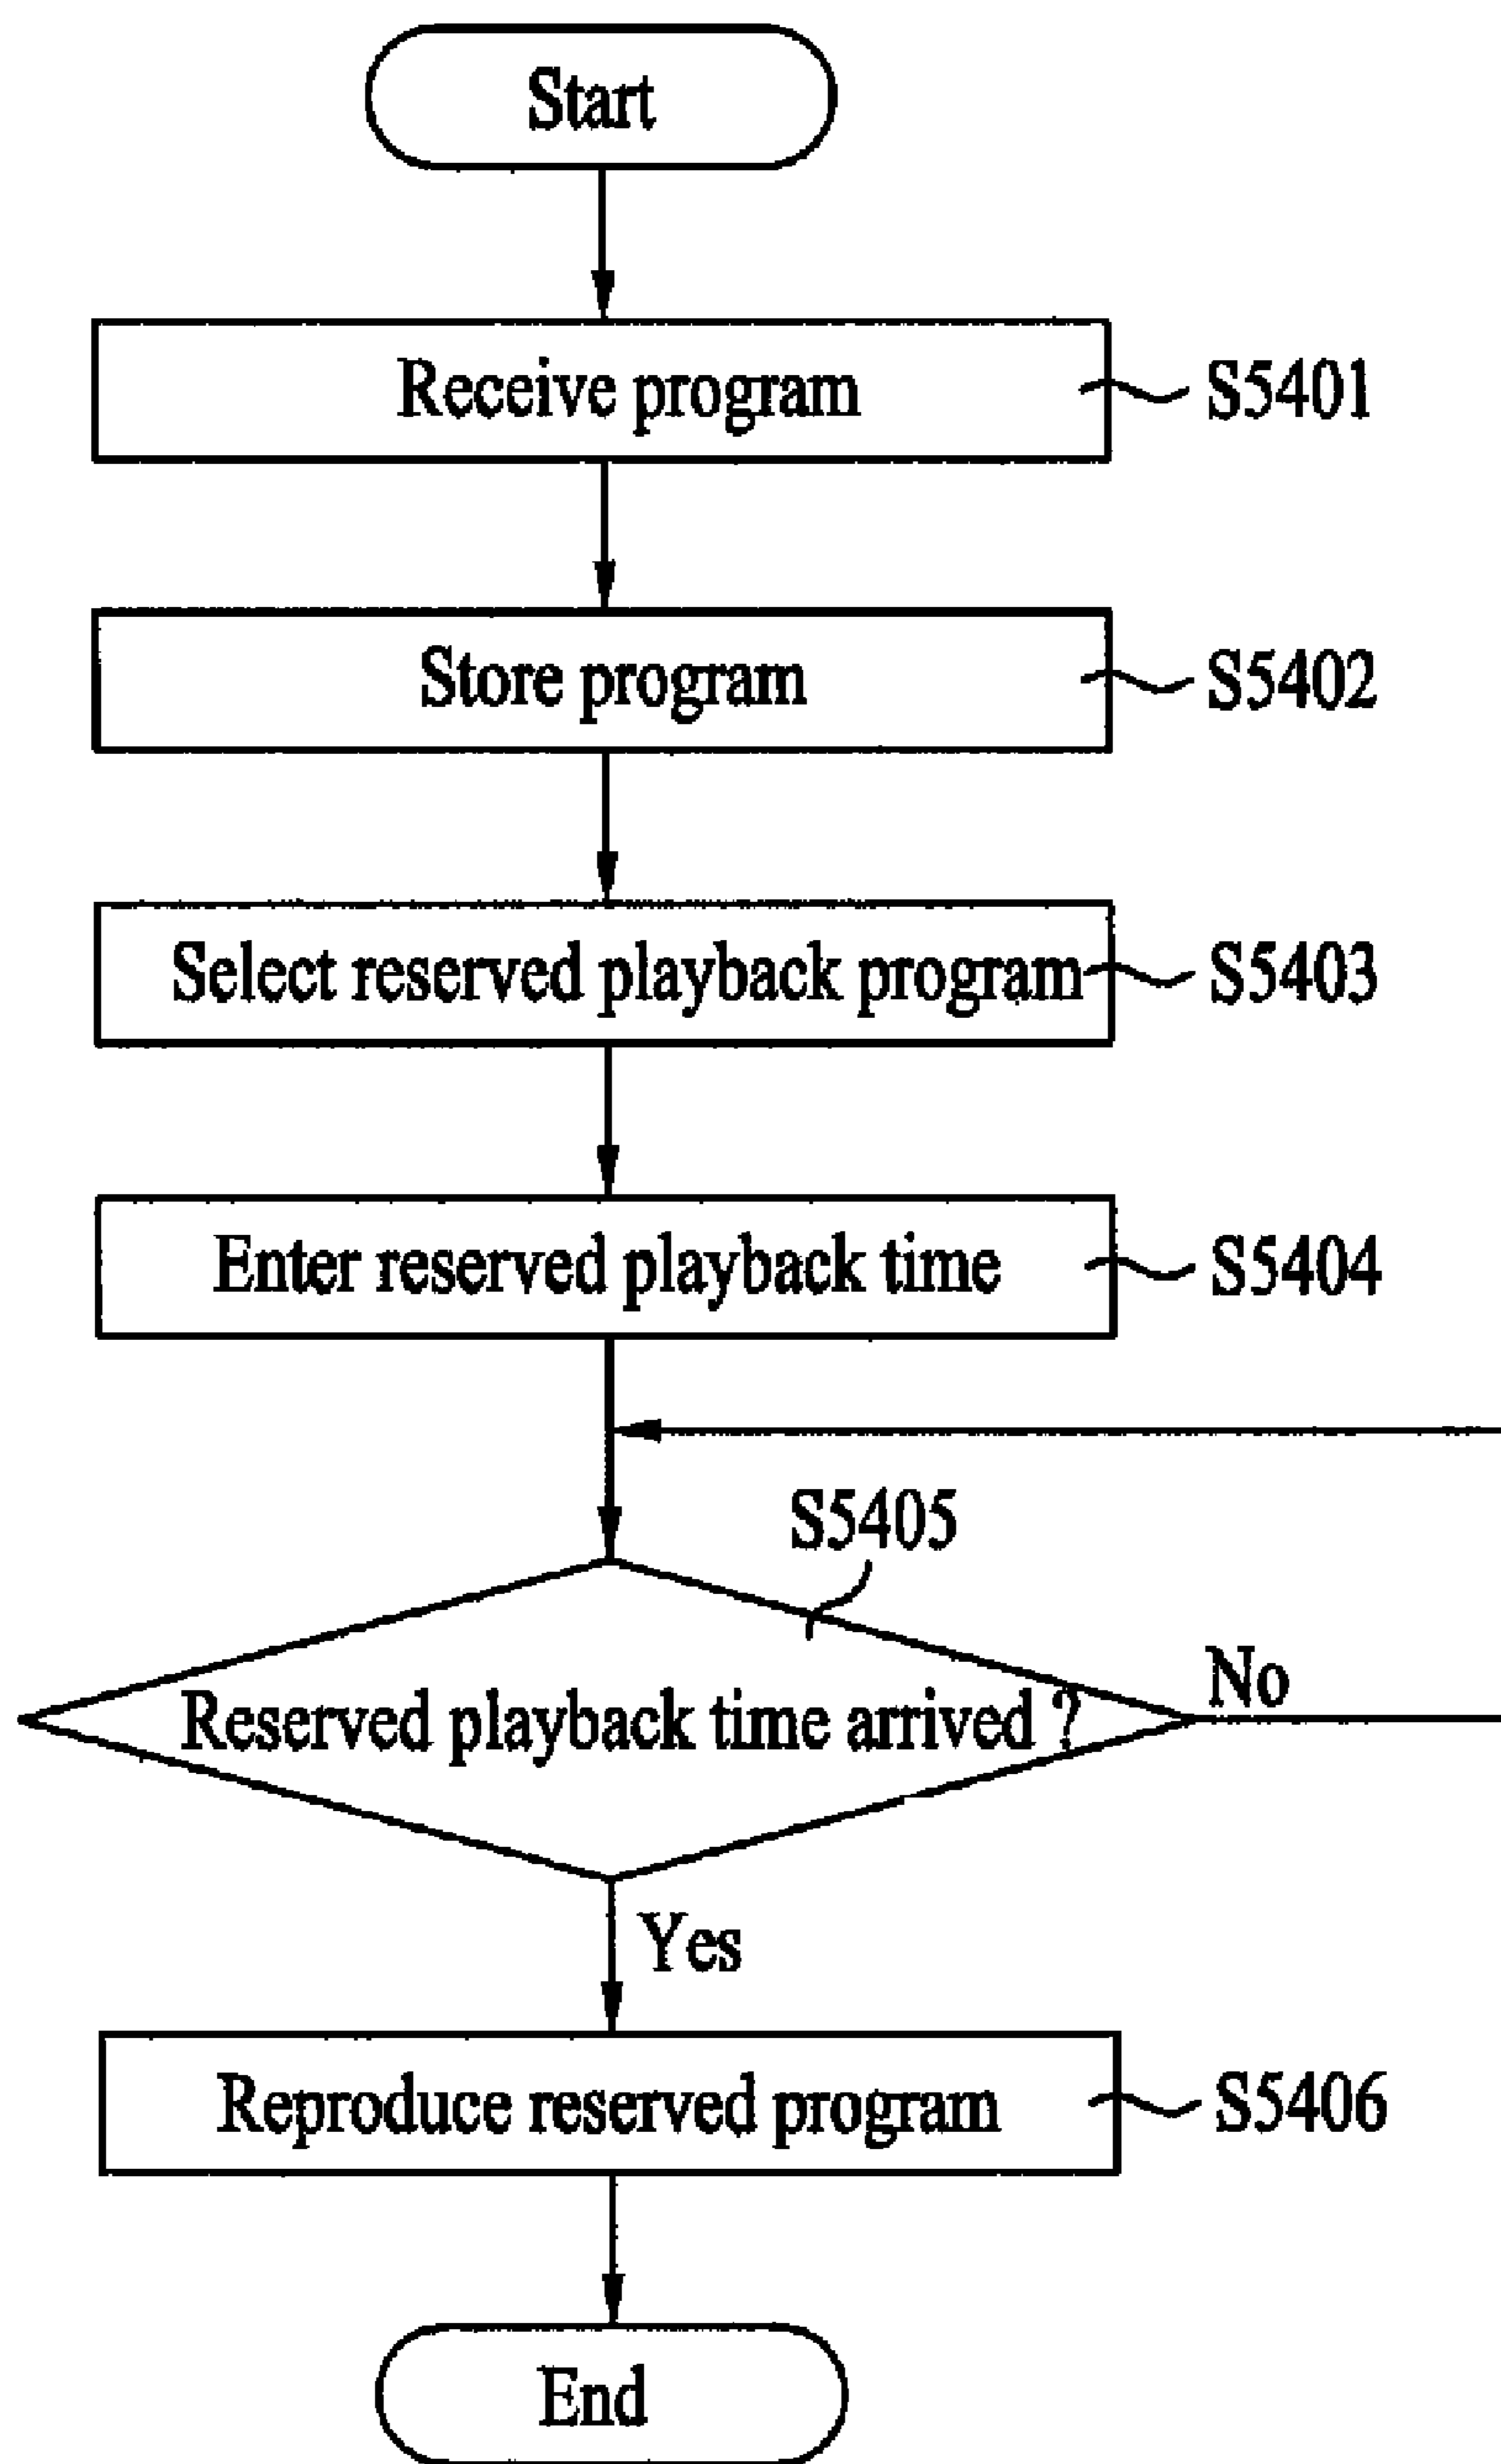 Start
Receive program
S5401
Store program
S5402
Select reserved playback program
S5403
Enter reserved playback time
S5404
S5405
Reserved playback time arrived ?
No
Yes
Reproduce reserved program
S5406
End